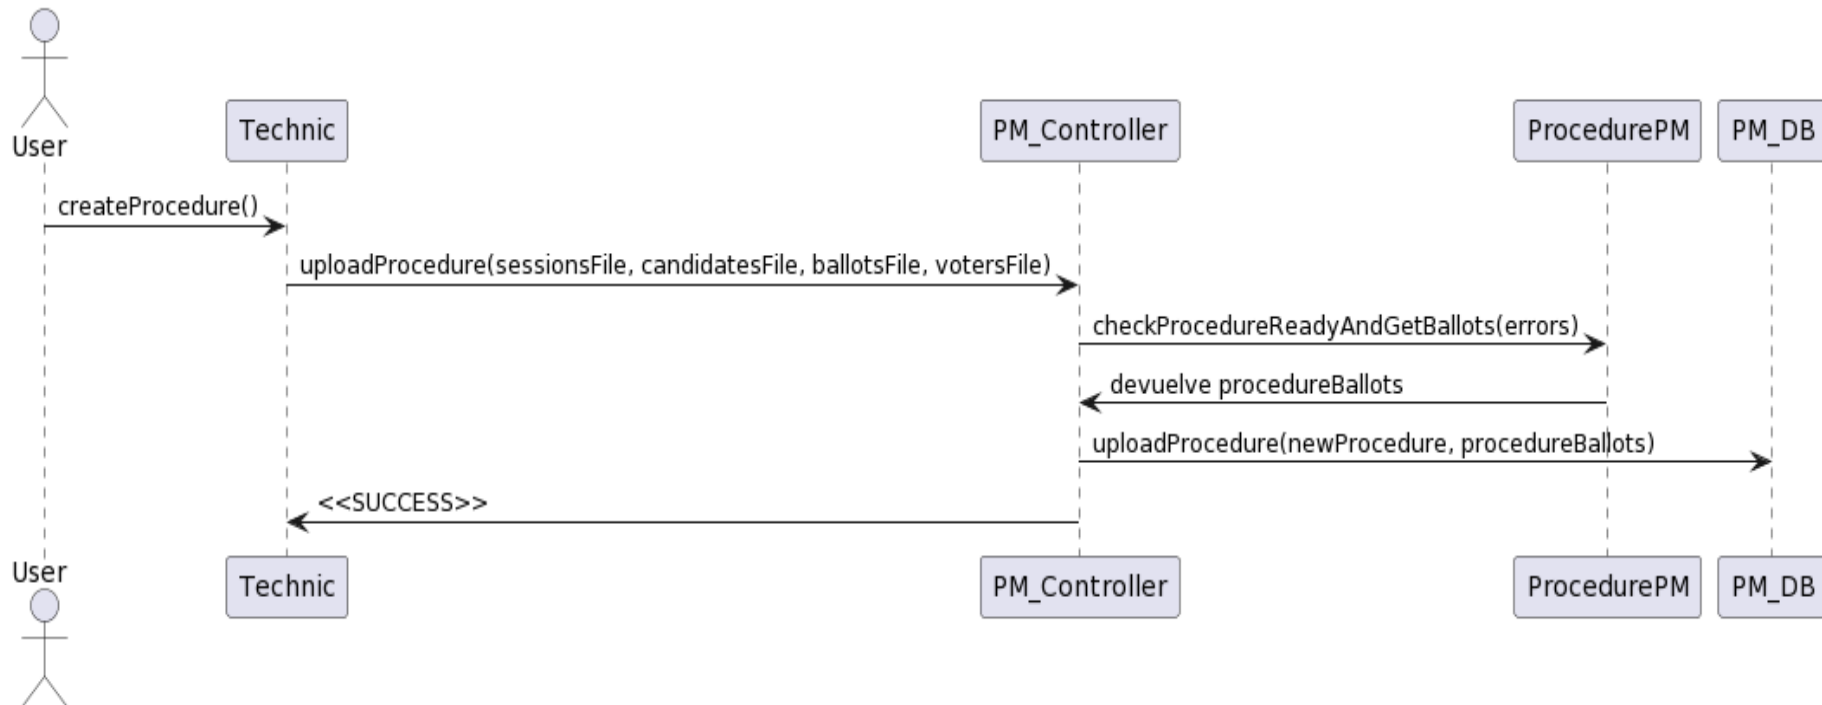 User
Technic
PM_Controller
ProcedurePM
PM_DB
createProcedure()
uploadProcedure(sessionsFile, candidatesFile, ballotsFile, votersFile)
checkProcedureReadyAndGetBallots(errors)
devuelve procedureBallots
uploadProcedure(newProcedure, procedureBallots)
<<SUCCESS>>
User
Technic
PM_Controller
ProcedurePM
PM_DB